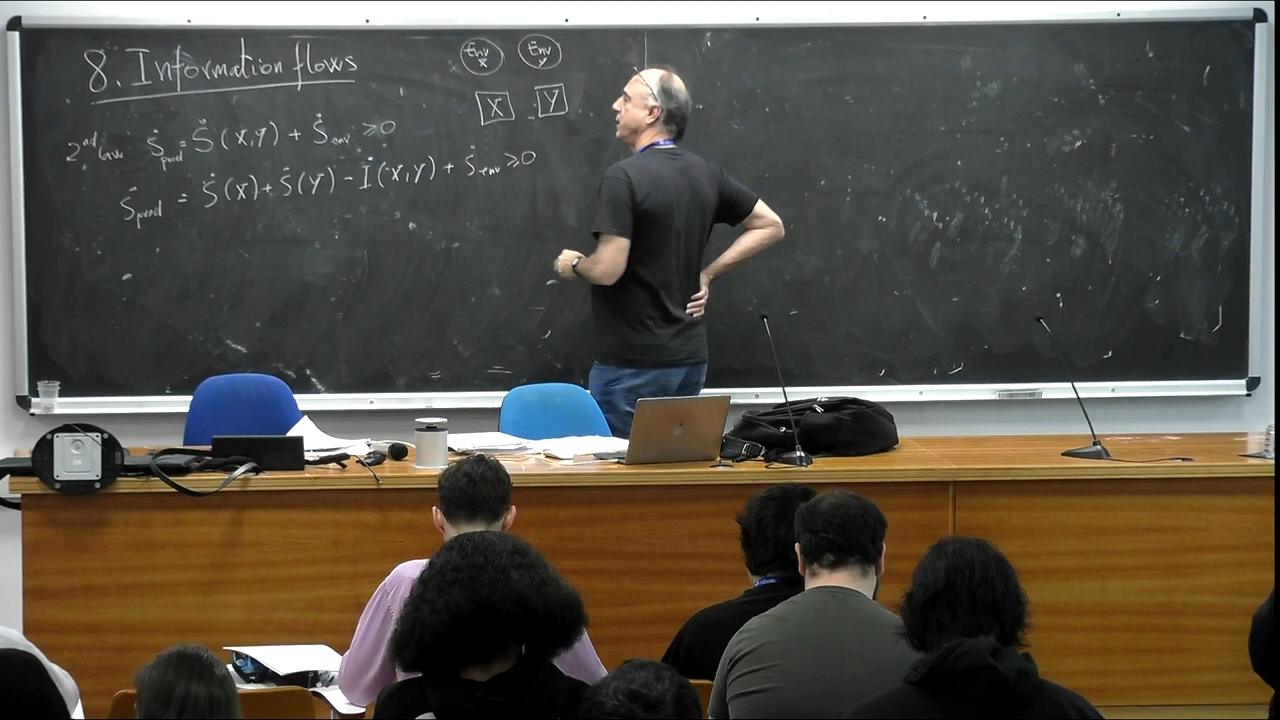 8. Information flows
Env x
Env y
X
Y
2nd law Ṡprod = Ṡ(X,Y) + Ṡenv ≥0
Ṡprod = Ṡ(X) + Ṡ(Y) - İ(X,Y) + Ṡenv ≥0